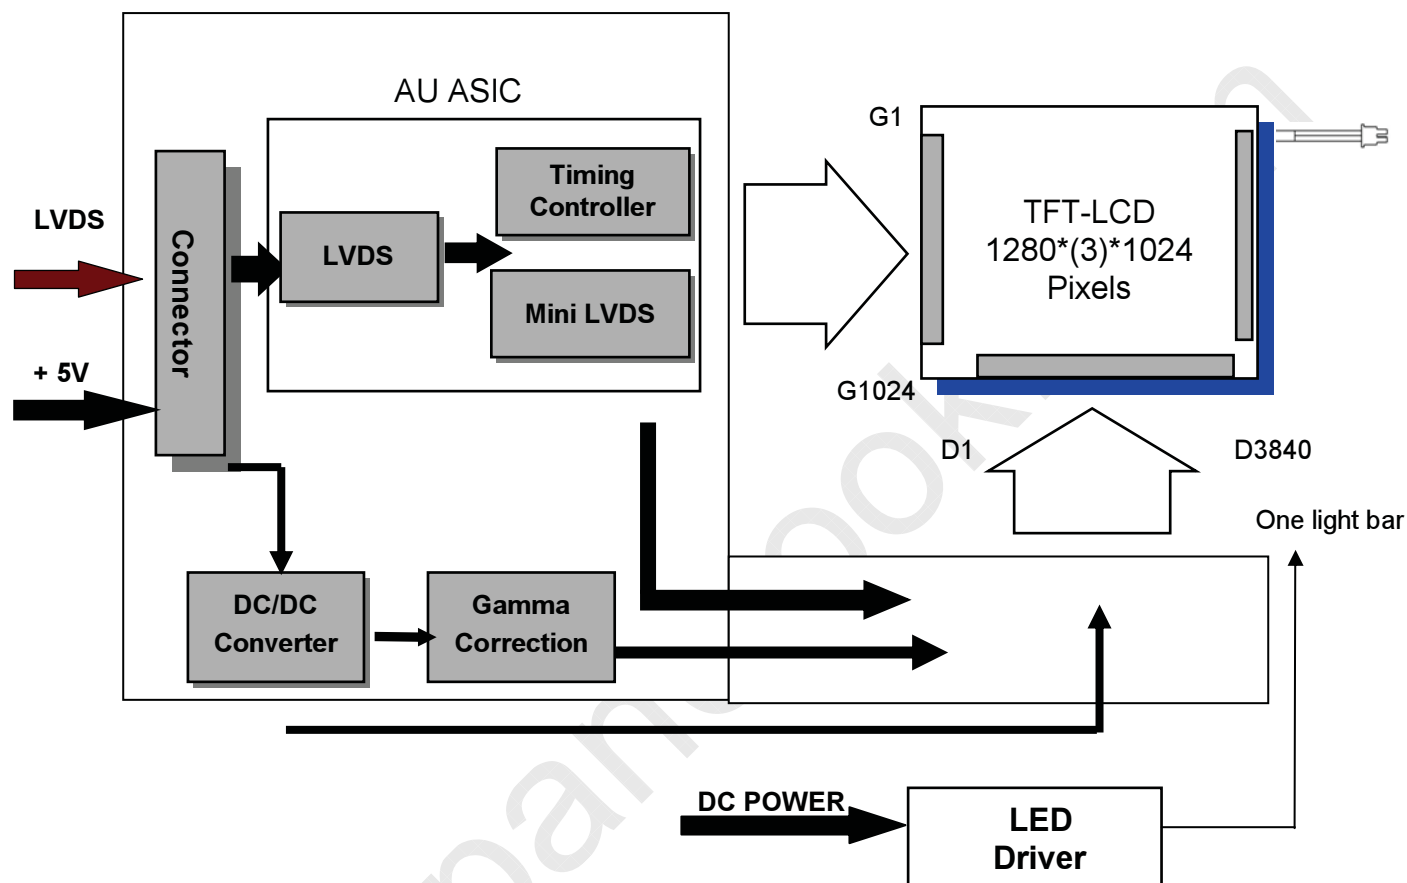 AU ASIC
G1
Timing
Controller
LVDS
LVDS
Connector
TFT-LCD
1280*(3)*1024
Pixels
Mini LVDS
+ 5V
G1024
D1
D3840
One light bar
DC/DC
Converter
Gamma
Correction
DC POWER
LED
Driver